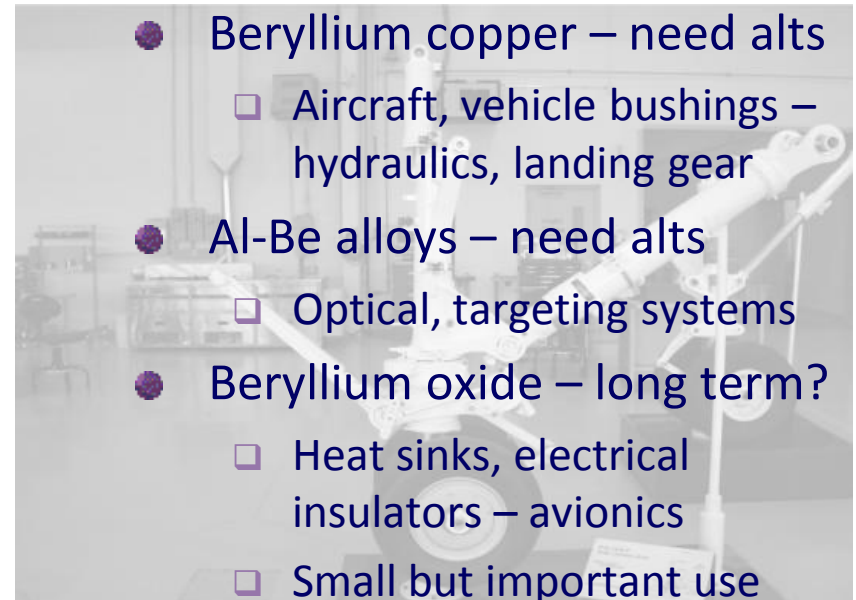 Beryllium copper – need alts
Aircraft, vehicle bushings –
hydraulics, landing gear
Al-Be alloys – need alts
Optical, targeting systems
Beryllium oxide – long term?
Heat sinks, electrical
insulators – avionics
Small but important use